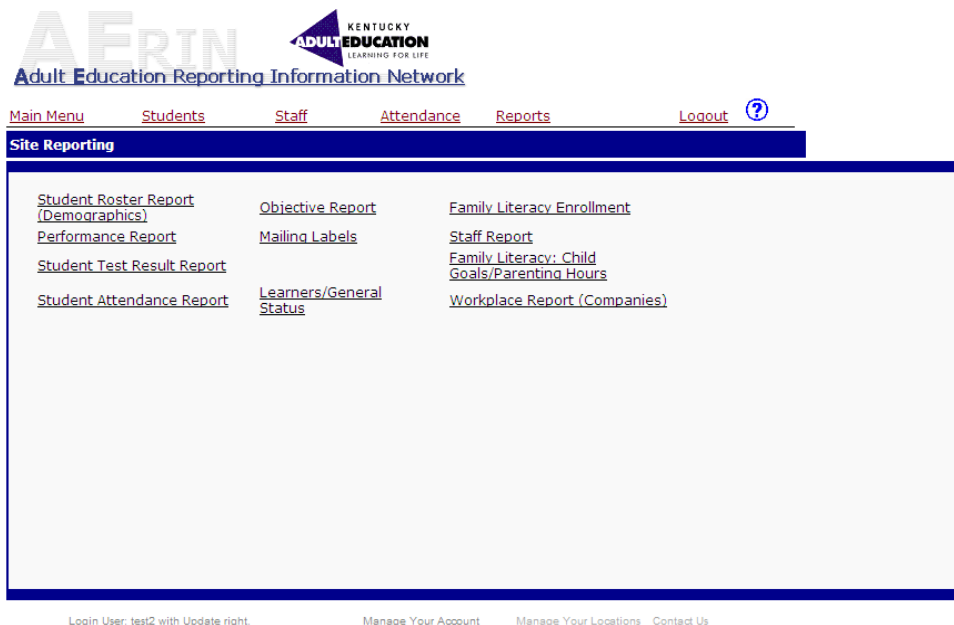 AERIN
KENTUCKY
ADULT EDUCATION
LEARNING FOR LIFE
Adult Education Reporting Information Network
Main Menu Students Staff Attendance Reports Logout ?
Site Reporting
Student Roster Report
(Demographics)
Objective Report
Family Literacy Enrollment
Performance Report
Mailing Labels
Staff Report
Student Test Result Report
Family Literacy: Child
Goals/Parenting Hours
Student Attendance Report
Learners/General
Status
Workplace Report (Companies)
Login User: test2 with Update right. Manage Your Account Manage Your Locations Contact Us